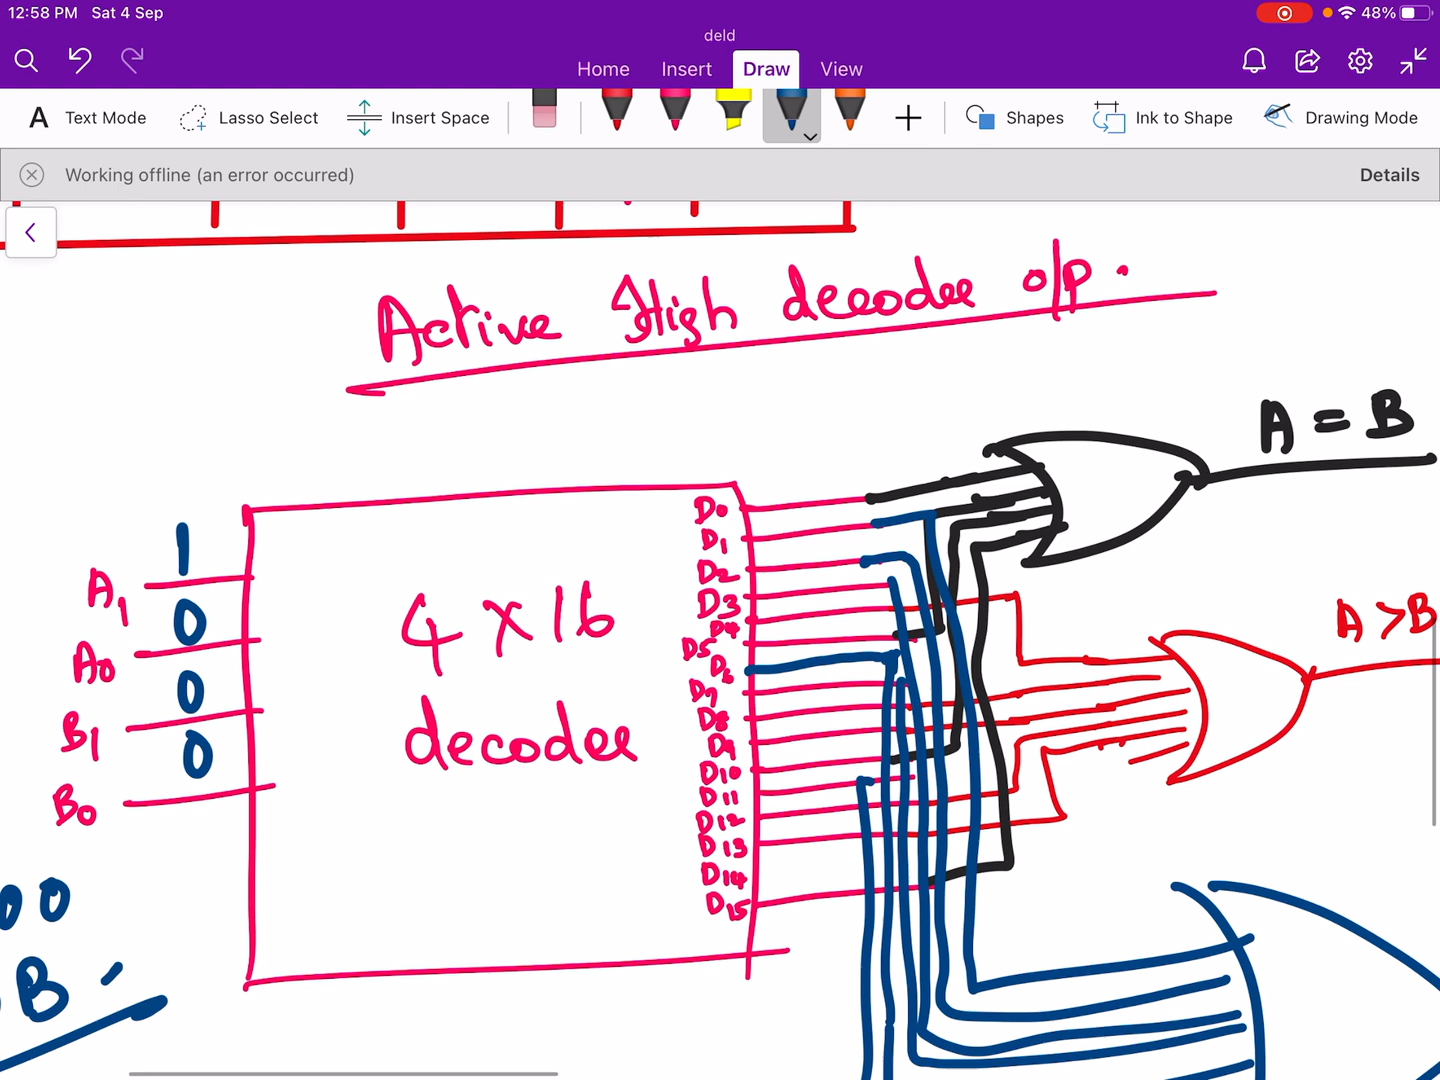 12:58 PM Sat 4 Sep 48%
deld
Home Insert Draw View
A Text Mode Lasso Select Insert Space Shapes Ink to Shape Drawing Mode
Working offline (an error occurred) Details
Active High decoder o/p.
A = B
A > B
4 x 16
decoder
1
A1
0
A0
0
B1
0
B0
D0
D1
D2
D3
D4
D5
D6
D7
D8
D9
D10
D11
D12
D13
D14
D15
00
B